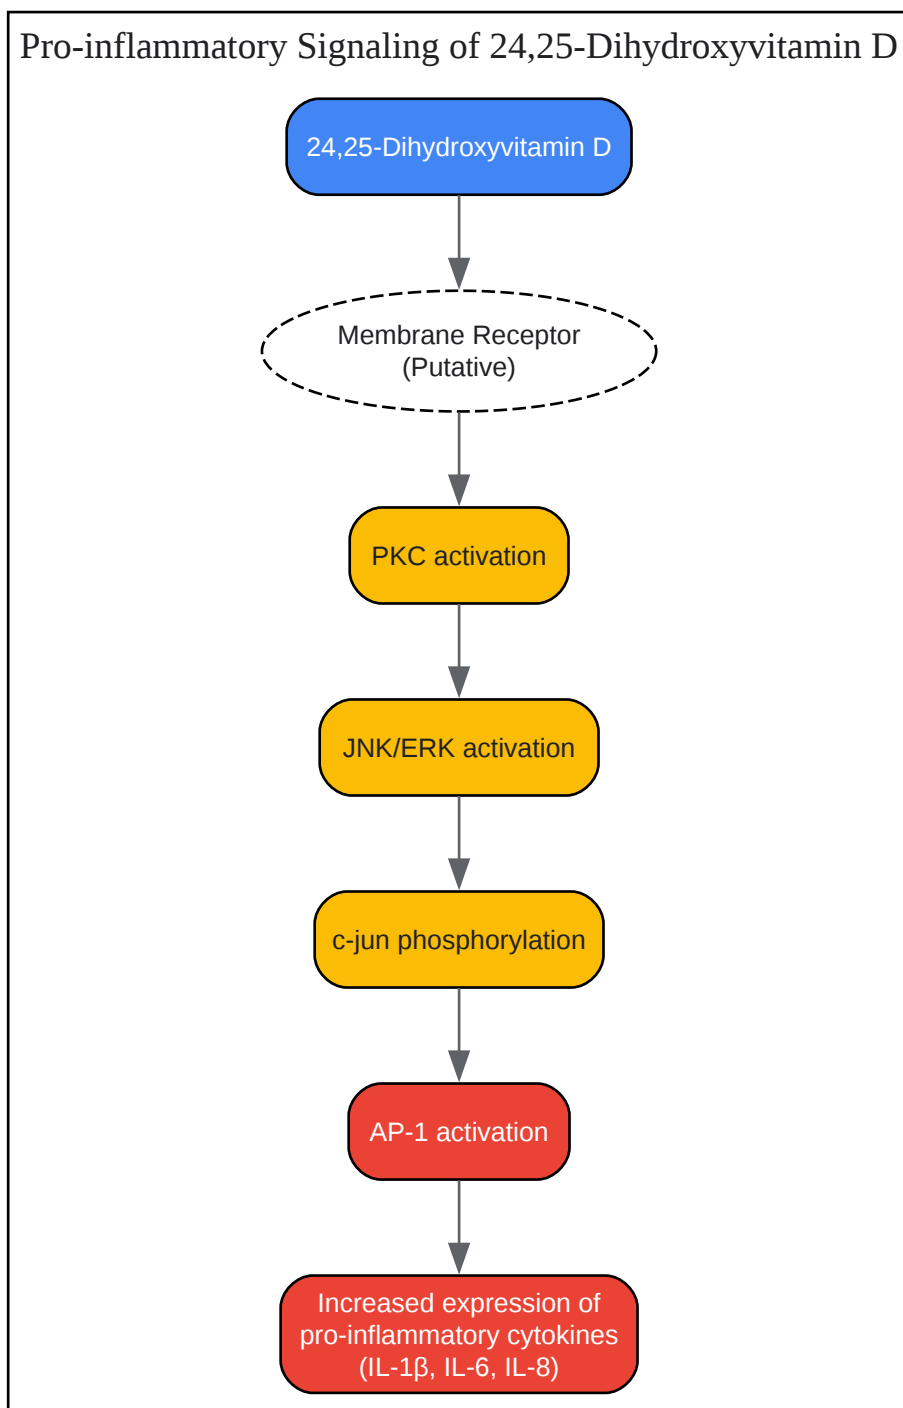 Pro-inflammatory Signaling of 24,25-Dihydroxyvitamin D
24,25-Dihydroxyvitamin D
Membrane Receptor
(Putative)
PKC activation
JNK/ERK activation
c-jun phosphorylation
AP-1 activation
Increased expression of
pro-inflammatory cytokines
(IL-1β, IL-6, IL-8)